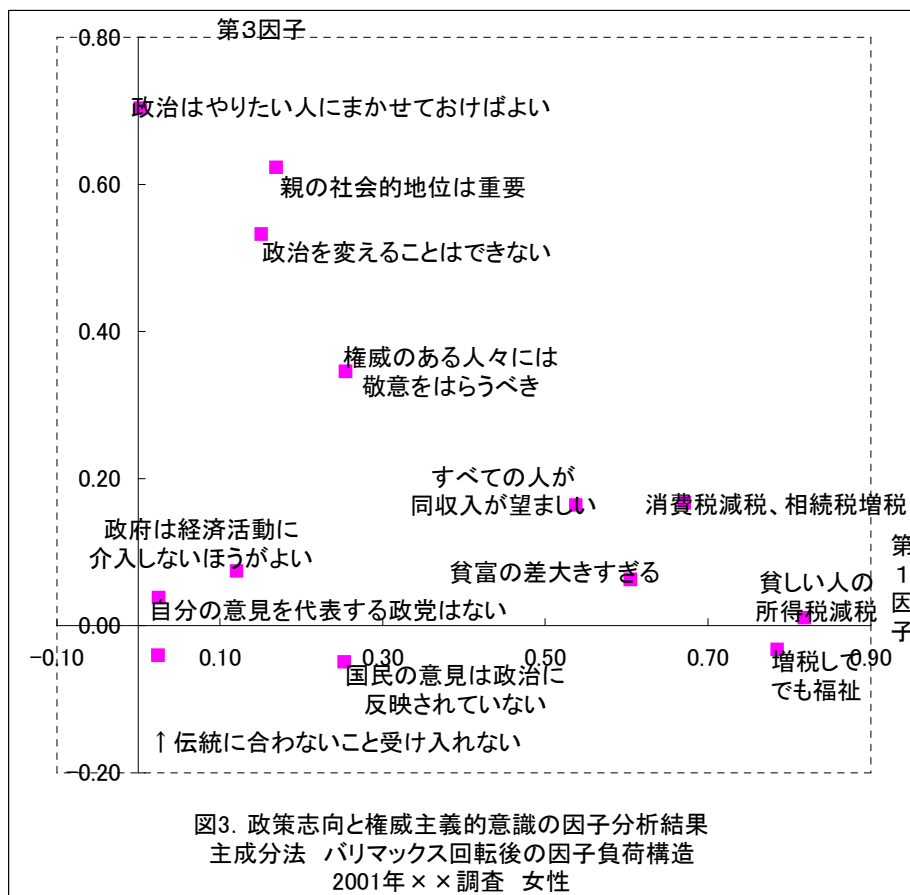 第3因子
0.80
政治はやりたい人にまかせておけばよい
0.60
親の社会的地位は重要
政治を変えることはできない
0.40
権威のある人々には
敬意をはらうべき
0.20
すべての人が
同収入が望ましい
消費税減税、相続税増税
政府は経済活動に
介入しないほうがよい
貧富の差大きすぎる
第1因子
貧しい人の
所得税減税
自分の意見を代表する政党はない
0.00
-0.10
0.10
0.30
0.50
0.70
0.90
国民の意見は政治に
反映されていない
増税して
でも福祉
↑伝統に合わないこと受け入れない
-0.20
図3. 政策志向と権威主義的意識の因子分析結果
主成分法 バリマックス回転後の因子負荷構造
2001年××調査 女性